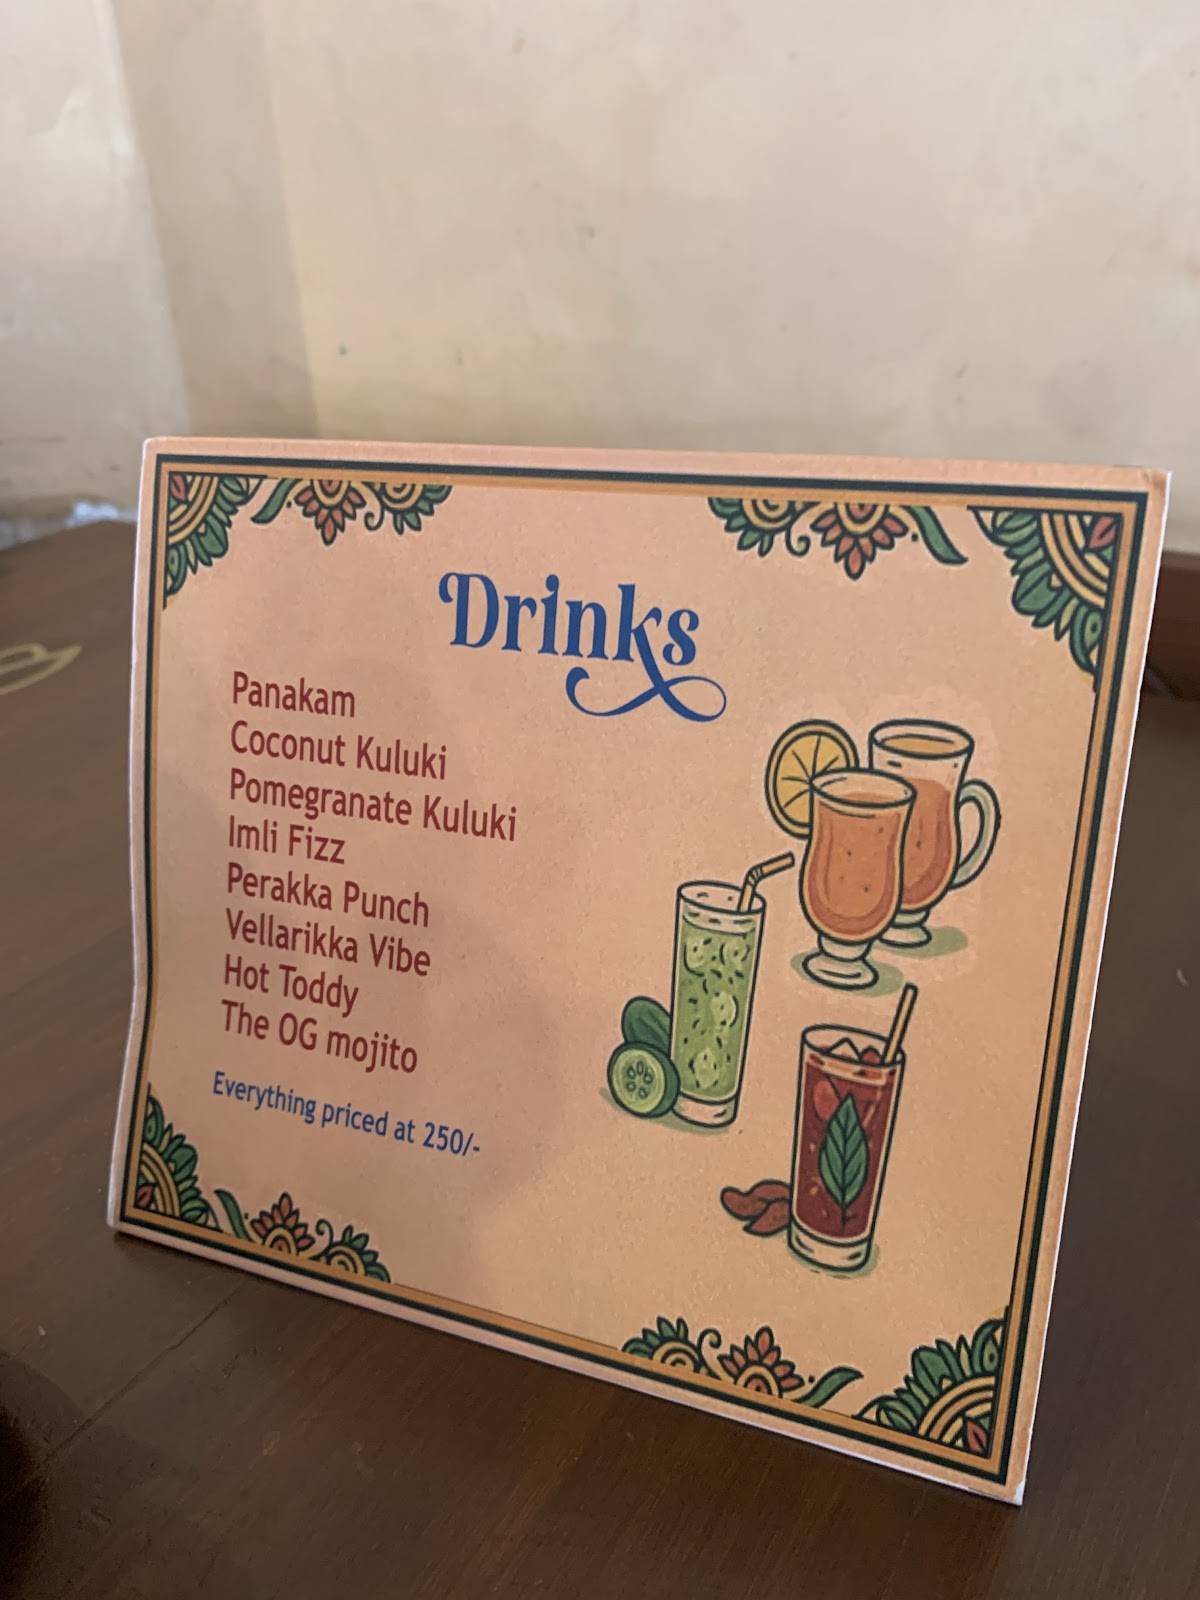 Drinks
Panakam
Coconut Kuluki
Pomegranate Kuluki
Imli Fizz
Perakka Punch
Vellarikka Vibe
Hot Toddy
The OG mojito
Everything priced at 250/-